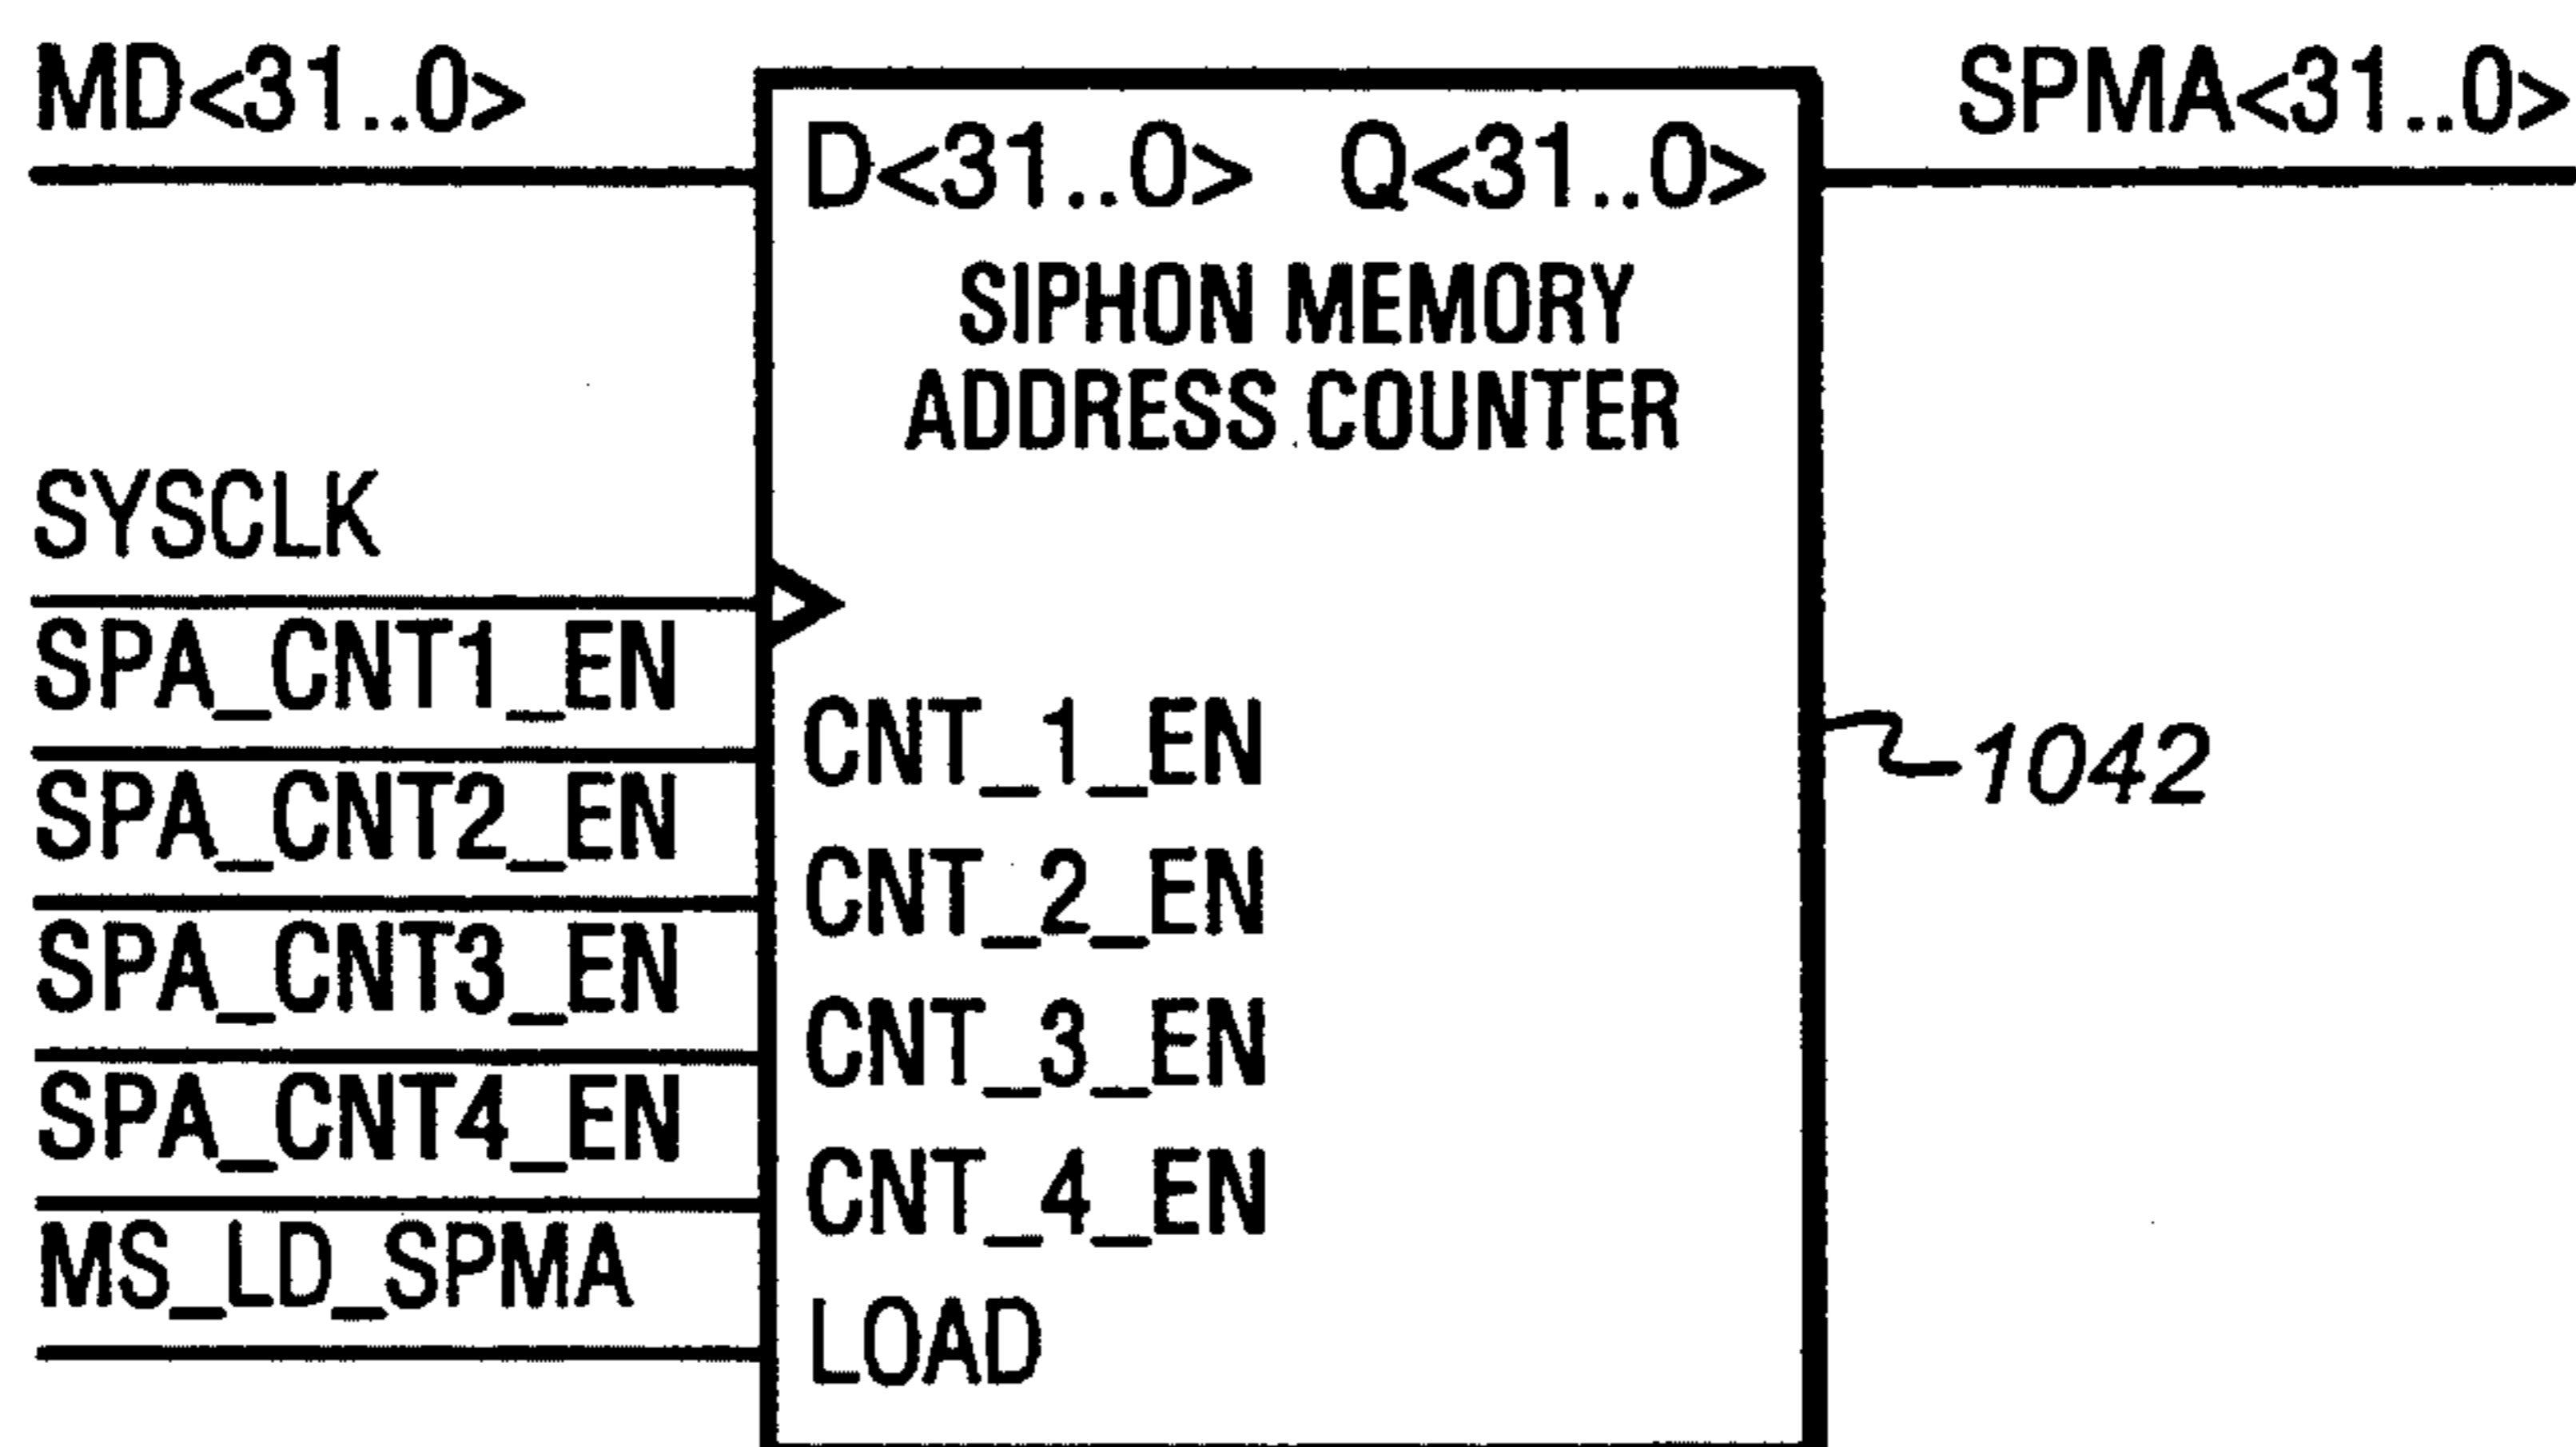 MD<31..0>
SPMA<31..0>
D<31..0> Q<31..0>
SIPHON MEMORY
ADDRESS COUNTER
SYSCLK
SPA_CNT1_EN
CNT_1_EN
1042
SPA_CNT2_EN
CNT_2_EN
SPA_CNT3_EN
CNT_3_EN
SPA_CNT4_EN
CNT_4_EN
MS_LD_SPMA
LOAD